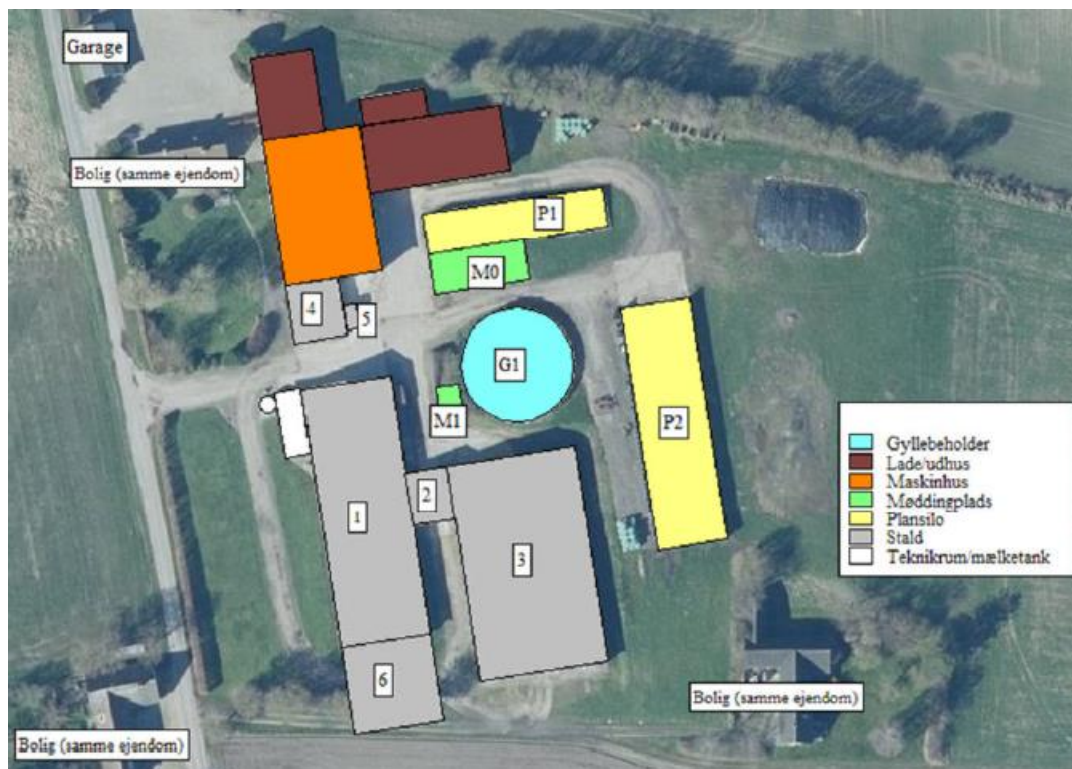 Garage
Bolig (samme ejendom)
P1
M0
4
5
G1
M1
P2
2
1
3
6
Gyllebeholder
Lade/udhus
Maskinhus
Møddingplads
Plansilo
Stald
Teknikrum/mælketank
Bolig (samme ejendom)
Bolig (samme ejendom)